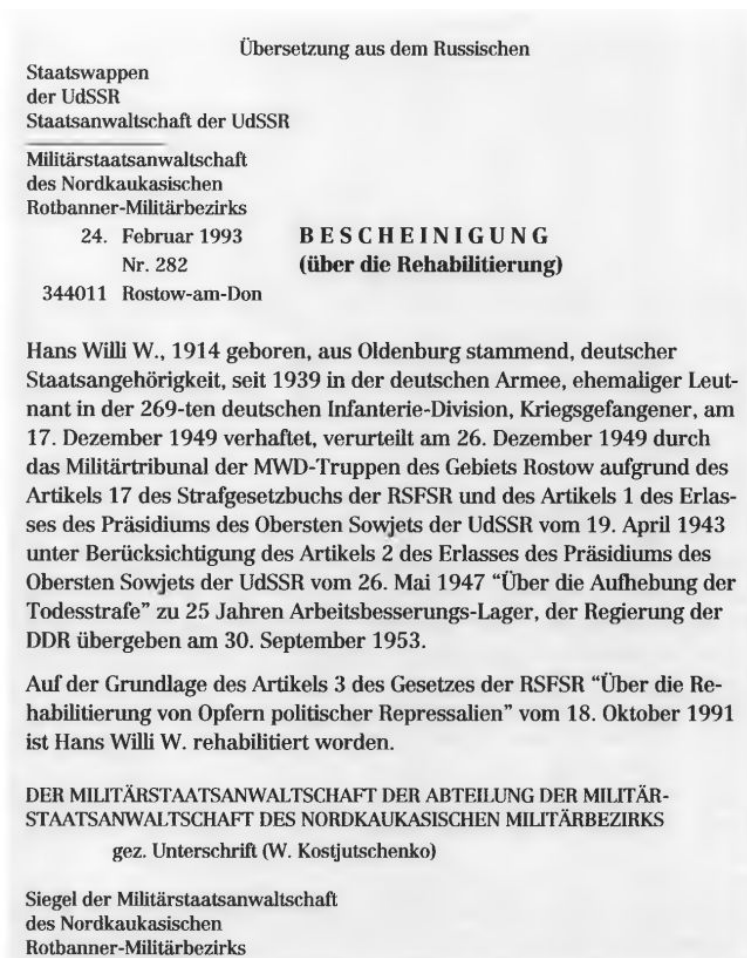 Übersetzung aus dem Russischen
Staatswappen
der UdSSR
Staatsanwaltschaft der UdSSR
Militärstaatsanwaltschaft
des Nordkaukasischen
Rotbanner-Militärbezirks
24. Februar 1993 BESCHEINIGUNG
Nr. 282 (über die Rehabilitierung)
344011 Rostow-am-Don
Hans Willi W., 1914 geboren, aus Oldenburg stammend, deutscher
Staatsangehörigkeit, seit 1939 in der deutschen Armee, ehemaliger Leut-
nant in der 269-ten deutschen Infanterie-Division, Kriegsgefangener, am
17. Dezember 1949 verhaftet, verurteilt am 26. Dezember 1949 durch
das Militärtribunal der MWD-Truppen des Gebiets Rostow aufgrund des
Artikels 17 des Strafgesetzbuchs der RSFSR und des Artikels 1 des Erlas-
ses des Präsidiums des Obersten Sowjets der UdSSR vom 19. April 1943
unter Berücksichtigung des Artikels 2 des Erlasses des Präsidiums des
Obersten Sowjets der UdSSR vom 26. Mai 1947 “Über die Aufhebung der
Todesstrafe” zu 25 Jahren Arbeitsbesserungs-Lager, der Regierung der
DDR übergeben am 30. September 1953.
Auf der Grundlage des Artikels 3 des Gesetzes der RSFSR “Über die Re-
habilitierung von Opfern politischer Repressalien” vom 18. Oktober 1991
ist Hans Willi W. rehabilitiert worden.
DER MILITÄRSTAATSANWALTSCHAFT DER ABTEILUNG DER MILITÄR-
STAATSANWALTSCHAFT DES NORDKAUKASISCHEN MILITÄRBEZIRKS
gez. Unterschrift (W. Kostjutschenko)
Siegel der Militärstaatsanwaltschaft
des Nordkaukasischen
Rotbanner-Militärbezirks